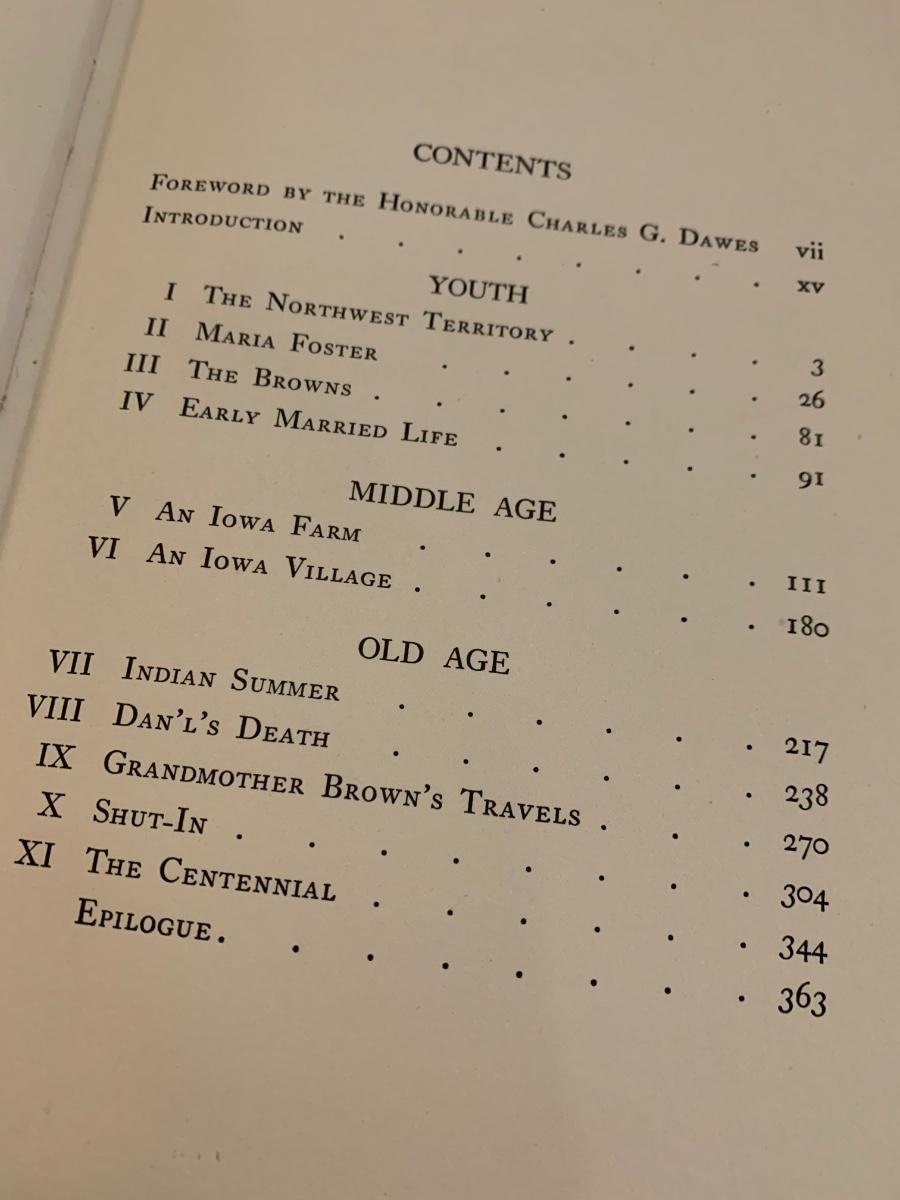 CONTENTS
Foreword by the Honorable Charles G. Dawes vii
Introduction . . . . . . . . xv
YOUTH
I The Northwest Territory . . . . 3
II Maria Foster . . . . . . 26
III The Browns . . . . . . . 81
IV Early Married Life . . . . . 91
MIDDLE AGE
V An Iowa Farm . . . . . . 111
VI An Iowa Village . . . . . . 180
OLD AGE
VII Indian Summer . . . . . . 217
VIII Dan'l's Death . . . . . . 238
IX Grandmother Brown's Travels . . . 270
X Shut-In . . . . . . . . 304
XI The Centennial . . . . . . 344
Epilogue . . . . . . . . 363